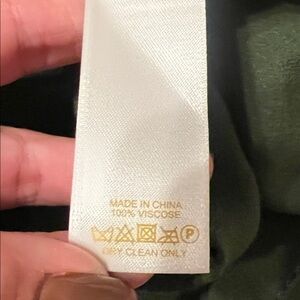 MADE IN CHINA
100% VISCOSE
P
DRY CLEAN ONLY